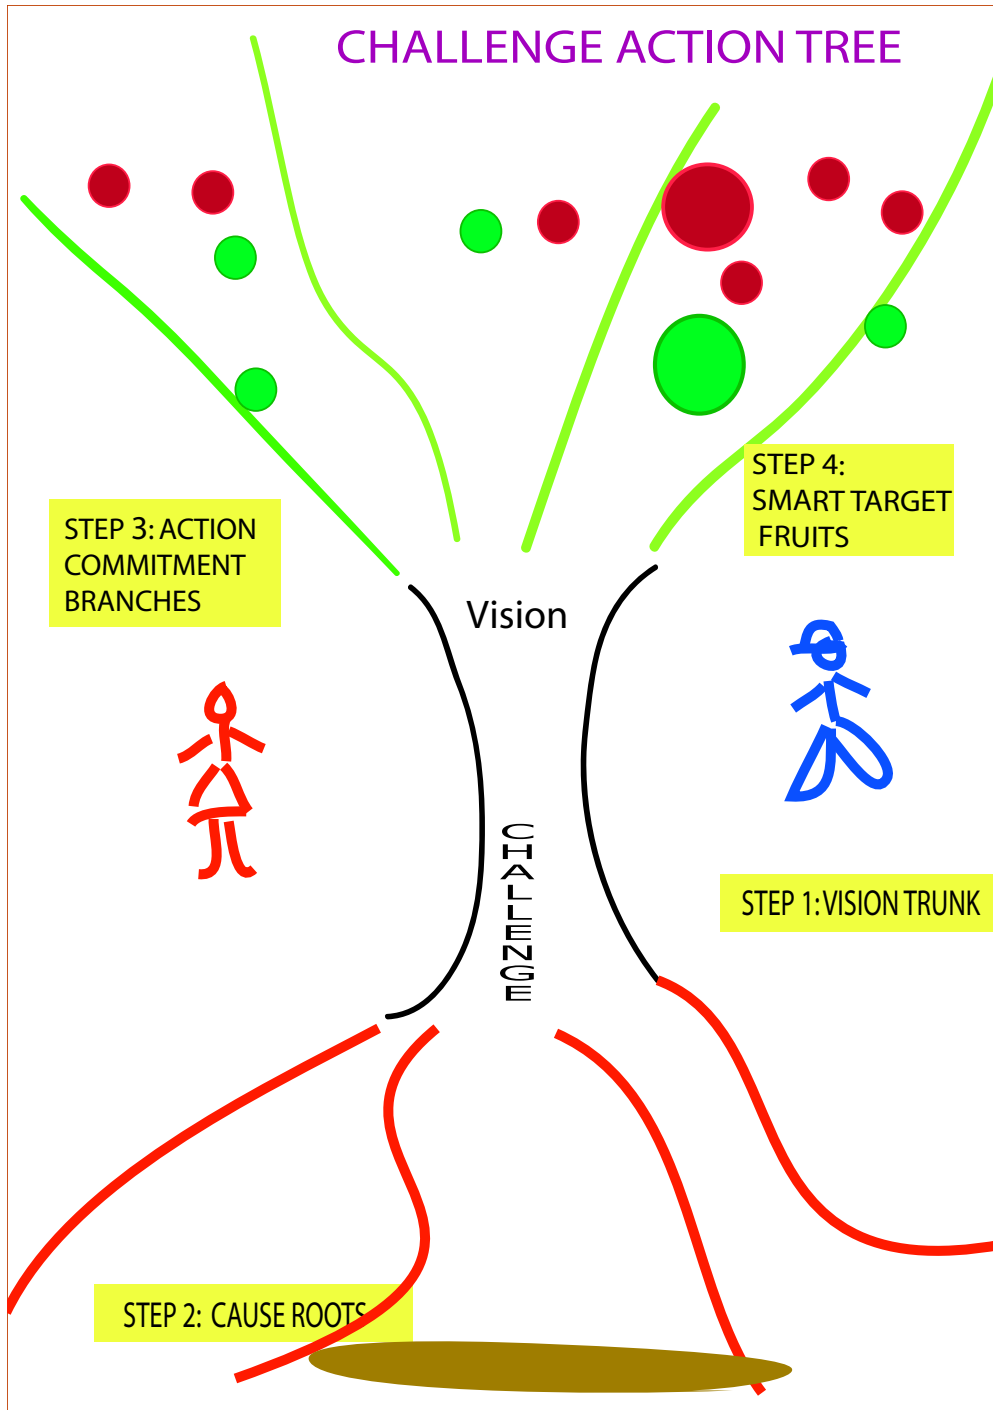 CHALLENGE ACTION TREE
STEP 4:
SMART TARGET
FRUITS
STEP 3: ACTION
COMMITMENT
BRANCHES
Vision
CHALLENGE
STEP 1: VISION TRUNK
STEP 2: CAUSE ROOTS